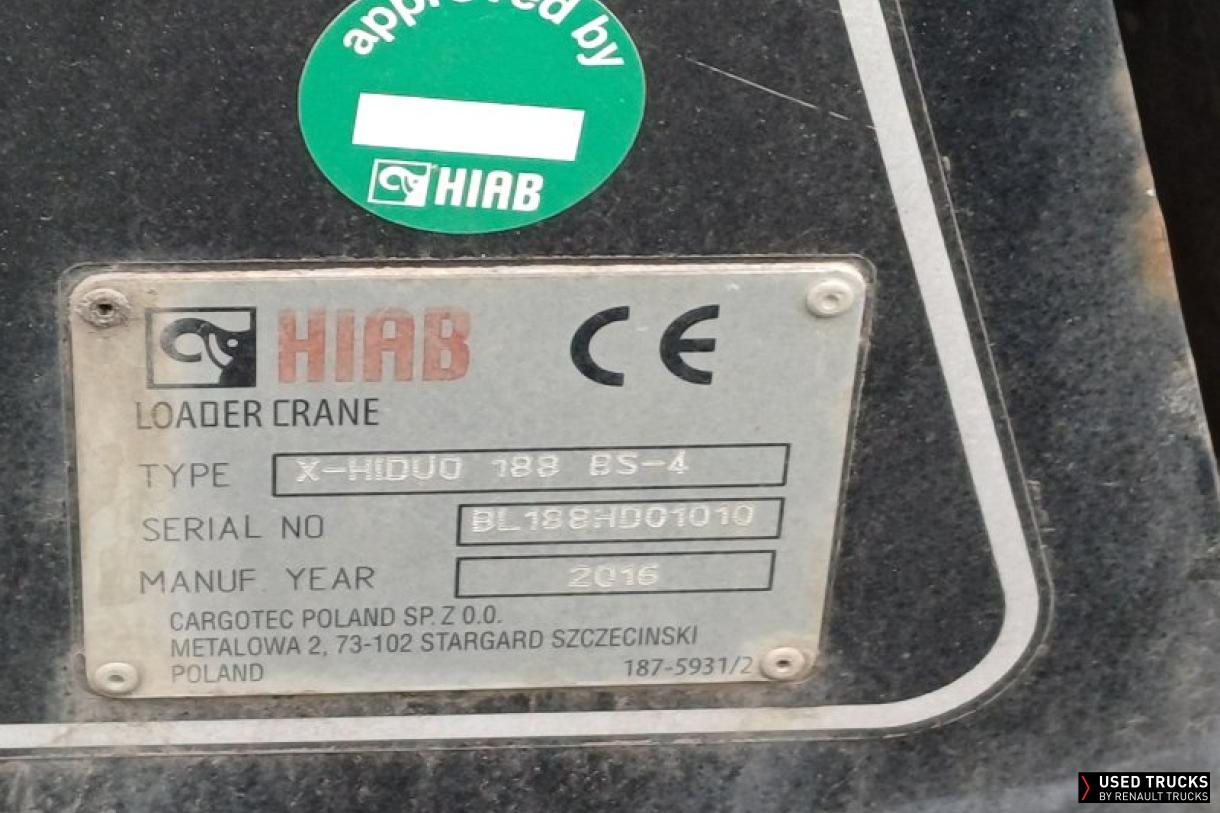 approved by
HIAB
HIAB CE
LOADER CRANE
TYPE X-HIDUO 188 BS-4
SERIAL NO BL188HD01010
MANUF. YEAR 2016
CARGOTEC POLAND SP. Z O.O.
METALOWA 2, 73-102 STARGARD SZCZECINSKI
POLAND 187-5931/2
USED TRUCKS
BY RENAULT TRUCKS